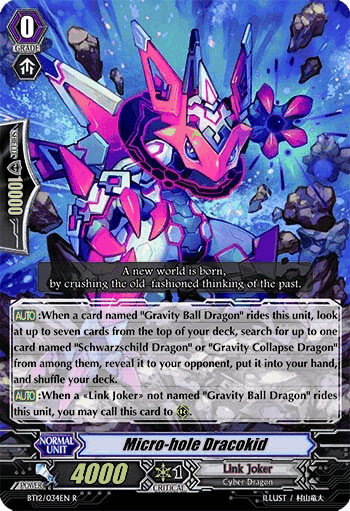 0
GRADE
10000
SHIELD
A new world is born,
by crushing the old-fashioned thinking of the past.
AUTO:When a card named "Gravity Ball Dragon" rides this unit, look
at up to seven cards from the top of your deck, search for up to one
card named "Schwarzschild Dragon" or "Gravity Collapse Dragon"
from among them, reveal it to your opponent, put it into your hand,
and shuffle your deck.
AUTO:When a «Link Joker» not named "Gravity Ball Dragon" rides
this unit, you may call this card to R.
NORMAL
UNIT
Micro-hole Dracokid
POWER
4000
1
CRITICAL
Link Joker
Cyber Dragon
BT12/034EN R
ILLUST / 村山竜大